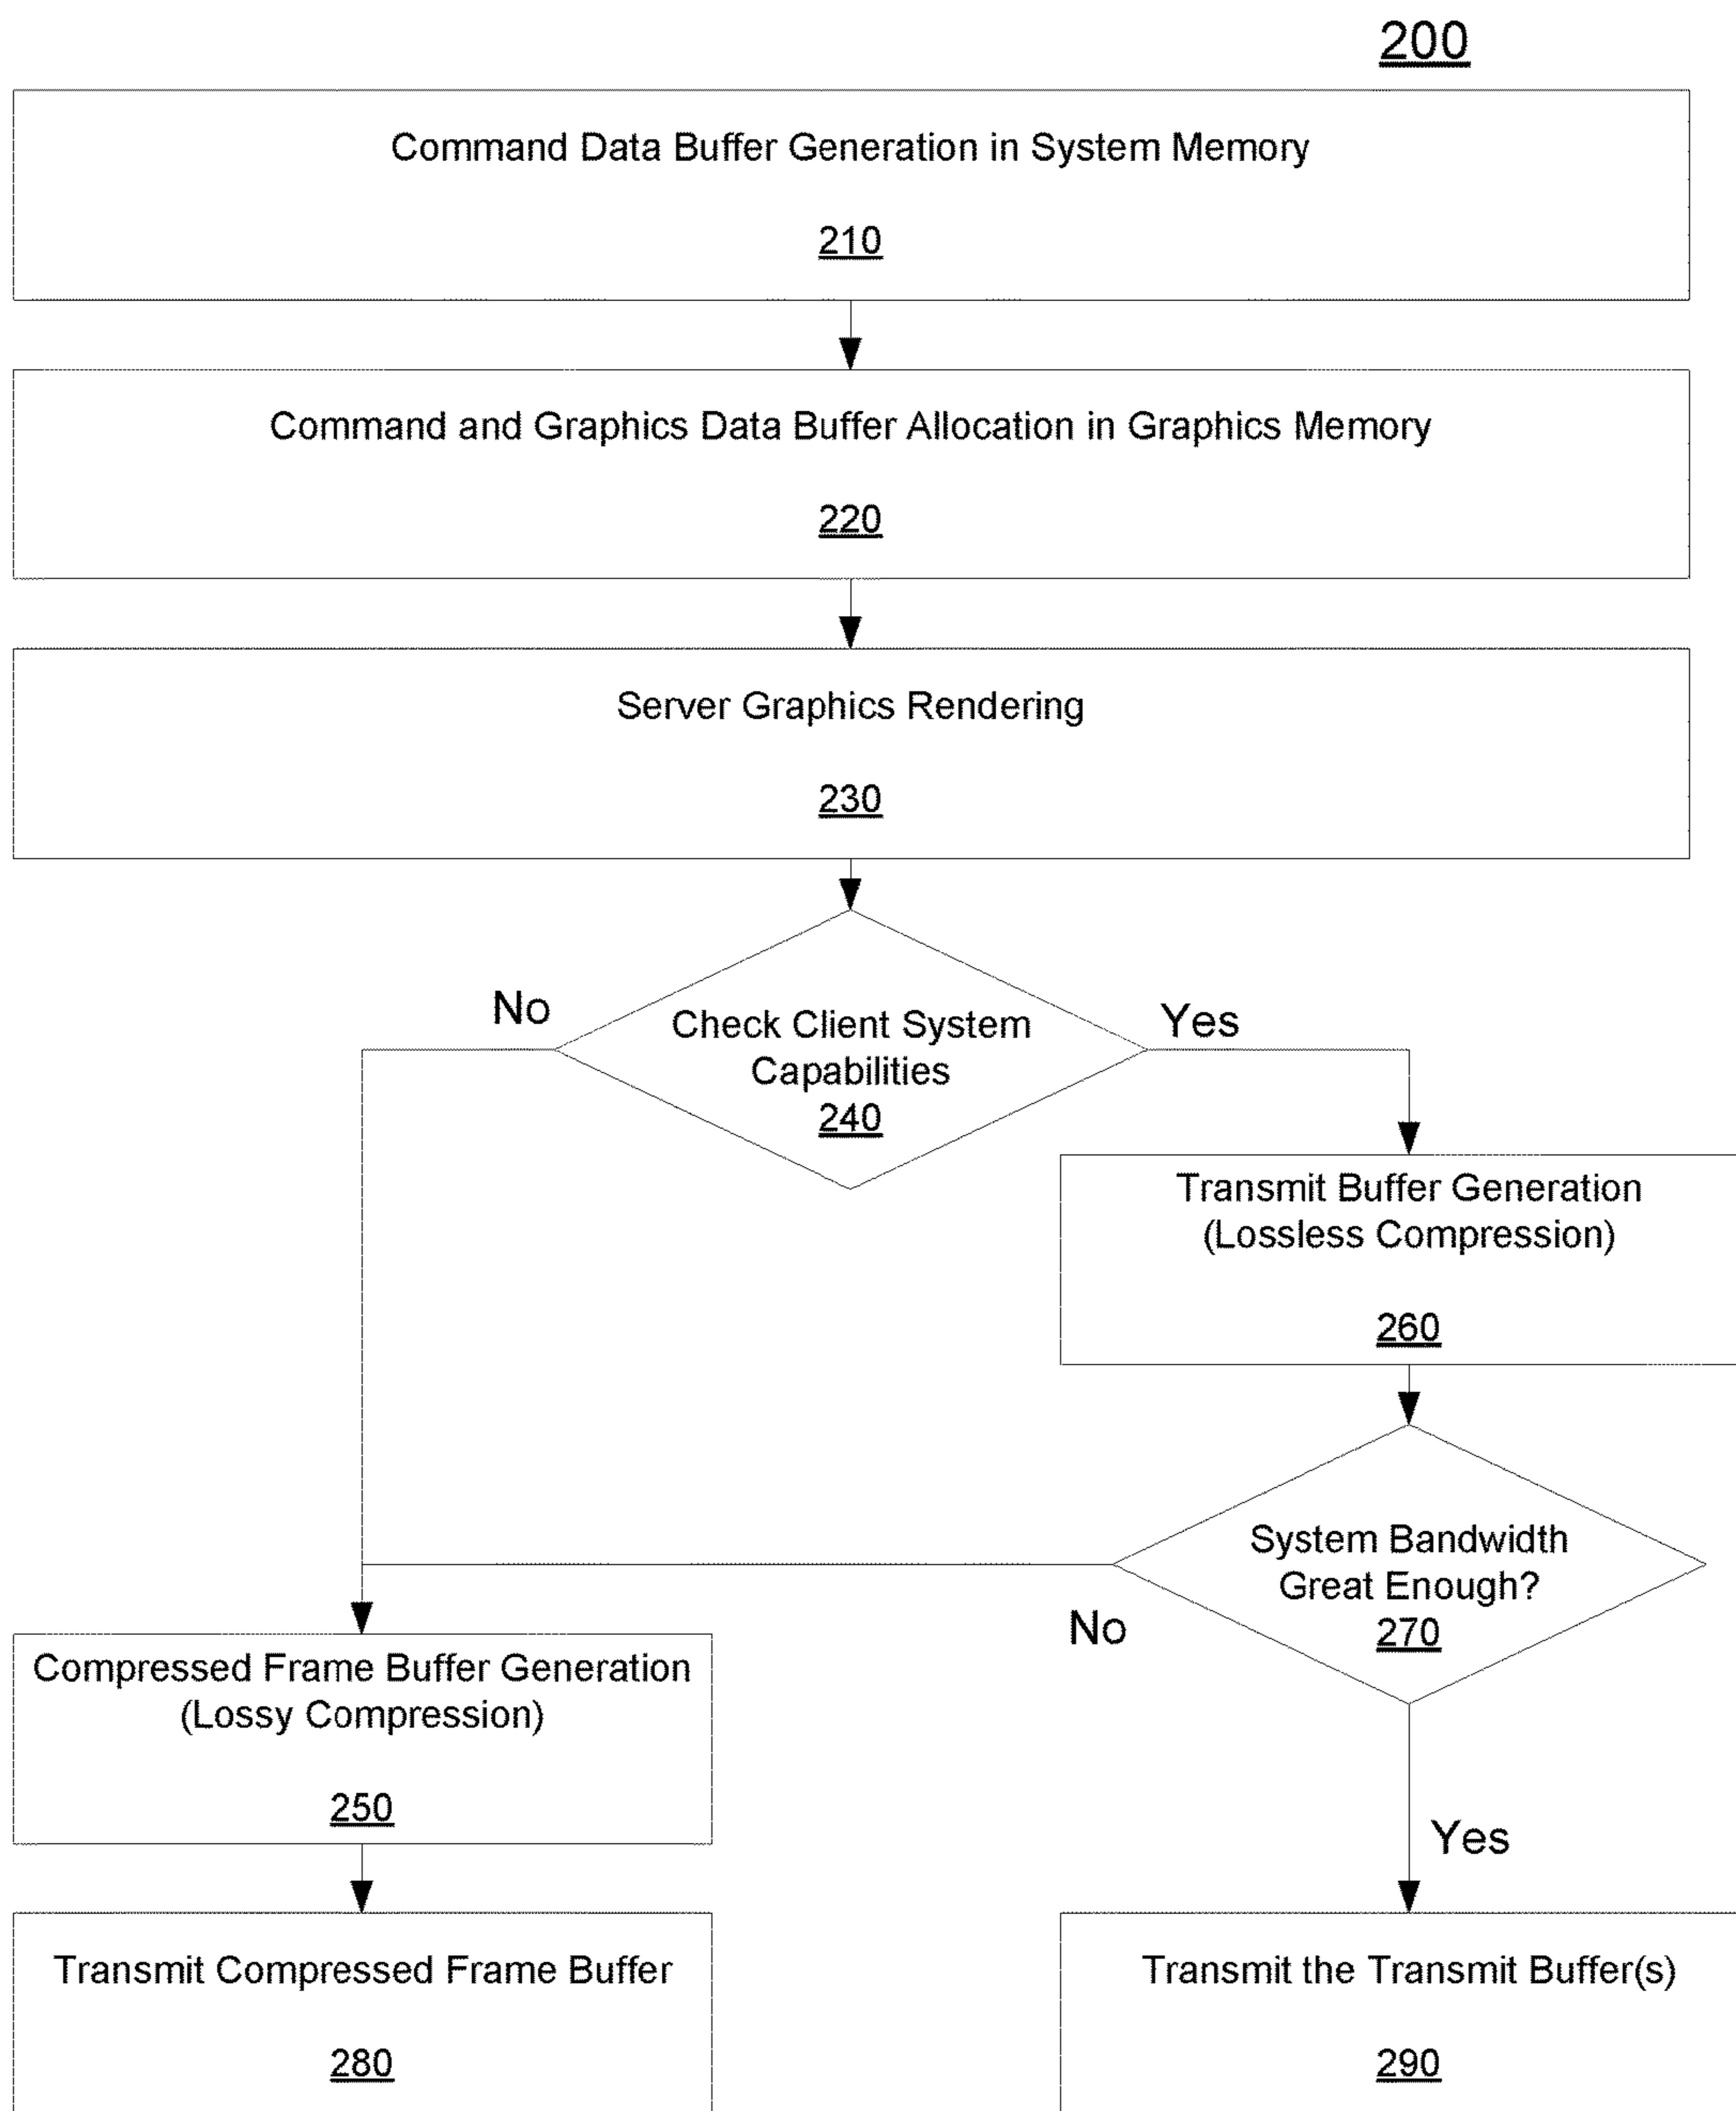 200
Command Data Buffer Generation in System Memory
210
Command and Graphics Data Buffer Allocation in Graphics Memory
220
Server Graphics Rendering
230
No
Yes
Check Client System
Capabilities
240
Transmit Buffer Generation
(Lossless Compression)
260
System Bandwidth
Great Enough?
270
No
Compressed Frame Buffer Generation
(Lossy Compression)
250
Yes
Transmit Compressed Frame Buffer
280
Transmit the Transmit Buffer(s)
290